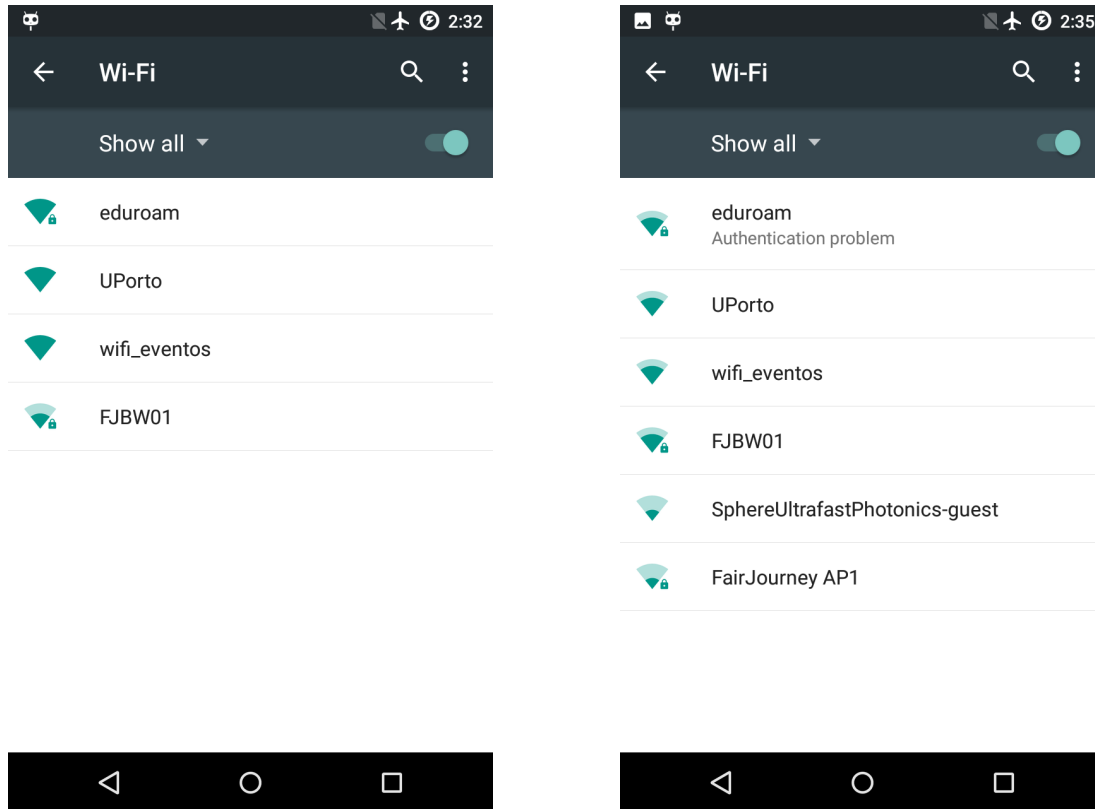 2:32
Wi-Fi
Show all
eduroam
UPorto
wifi_eventos
FJBW01
2:35
Wi-Fi
Show all
eduroam
Authentication problem
UPorto
wifi_eventos
FJBW01
SphereUltrafastPhotonics-guest
FairJourney AP1